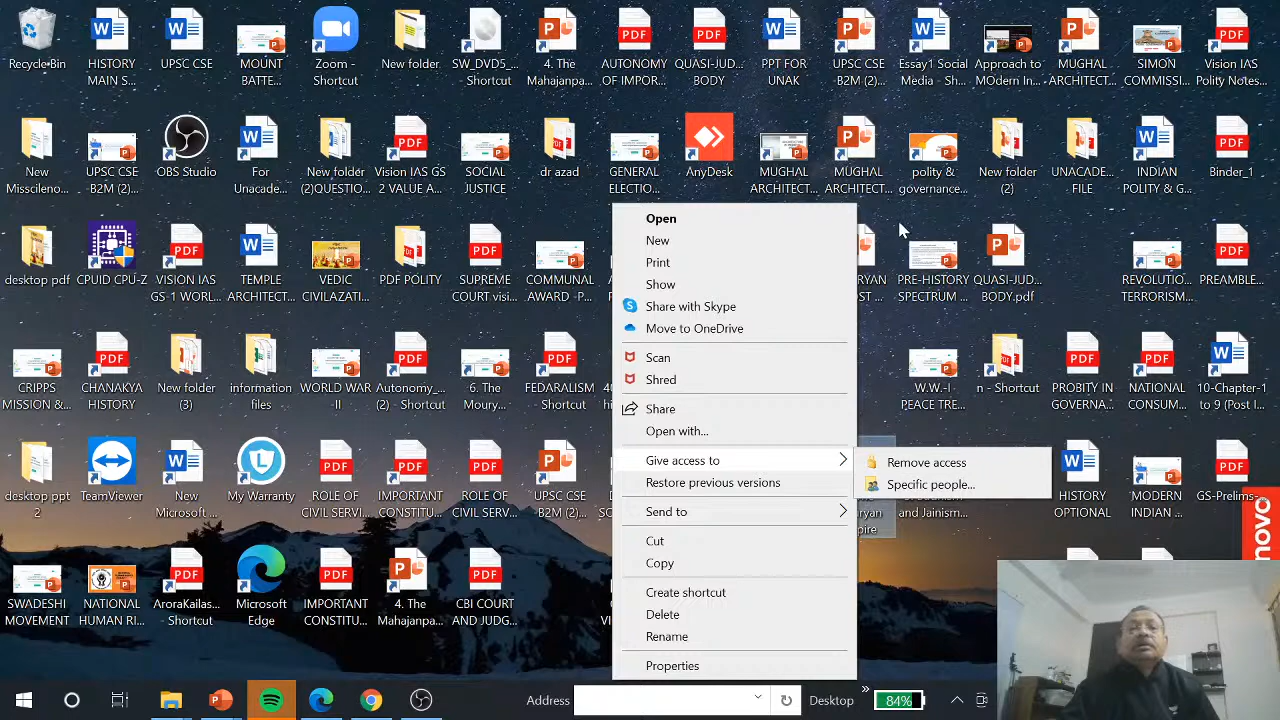 Recycle Bin
HISTORY
MAIN S...
UPSC CSE
MOUNT
BATTE...
Zoom -
Shortcut
New folder
SW_DVD5_...
Shortcut
4. The
Mahajanpa...
AUTONOMY
OF IMPOR...
QUASI-JUD...
BODY
PPT FOR
UNAK
UPSC CSE
B2M (2)...
Essay1 Social
Media - Sh...
Approach to
MOdern In...
MUGHAL
ARCHITECT...
SIMON
COMMISSI...
Vision IAS
Polity Notes...
New
Misscileno...
UPSC CSE
B2M (2)...
OBS Studio
For
Unacade...
New folder
(2)QUESTIO...
Vision IAS GS
2 VALUE A...
SOCIAL
JUSTICE
dr azad
GENERAL
ELECTIO...
AnyDesk
MUGHAL
ARCHITECT...
MUGHAL
ARCHITECT...
polity &
governance...
New folder
(2)
UNACADE...
FILE
INDIAN
POLITY & G...
Binder_1
desktop pdf
CPUID CPU-Z
VISION IAS
GS-1 WORL...
TEMPLE
ARCHITECT...
VEDIC
CIVILAZATI...
PDF POLITY
SUPREME
COURT visi...
COMMUNAL
AWARD -P...
PRE-HISTORY
SPECTRUM ...
QUASI-JUD...
BODY.pdf
REVOLUTIO...
TERRORISM...
PREAMBLE...
CRIPPS
MISSION &...
CHANAKYA
HISTORY
New folder
(3)
information
files
WORLD WAR
-II
Autonomy_...
(2) - Shortcut
6. The
Moury...
FEDARALISM
- Shortcut
W.W.-I
PEACE TRE...
n - Shortcut
PROBITY IN
GOVERNA...
NATIONAL
CONSUM...
10-Chapter-1
to 9 (Post I...
desktop ppt
2
TeamViewer
New
Microsoft ...
My Warranty
ROLE OF
CIVIL SERVI...
IMPORTANT
CONSTITU...
ROLE OF
CIVIL SERV...
UPSC CSE
B2M (2)...
and Jainism...
HISTORY
OPTIONAL
MODERN
INDIAN ...
GS-Prelims-...
SWADESHI
MOVEMENT
NATIONAL
HUMAN RI...
AroraKailas...
- Shortcut
Microsoft
Edge
IMPORTANT
CONSTITU...
4. The
Mahajanpa...
CBI COURT
AND JUDG...
Open
New
Print
Show
Share with Skype
Move to OneDrive
Scan
Shred
Share
Open with...
Give access to
Restore previous versions
Send to
Cut
Copy
Create shortcut
Delete
Rename
Properties
Remove access
Specific people...
Address
Desktop
84%